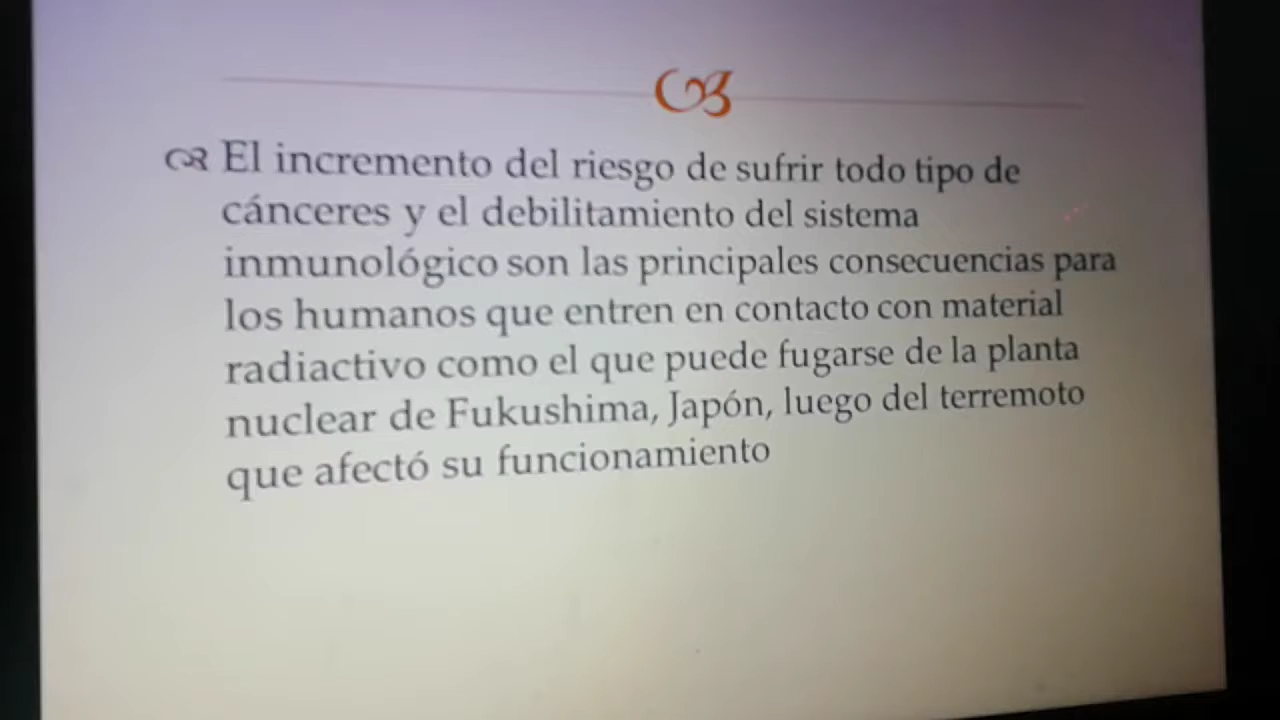 El incremento del riesgo de sufrir todo tipo de
cánceres y el debilitamiento del sistema
inmunológico son las principales consecuencias para
los humanos que entren en contacto con material
radiactivo como el que puede fugarse de la planta
nuclear de Fukushima, Japón, luego del terremoto
que afectó su funcionamiento